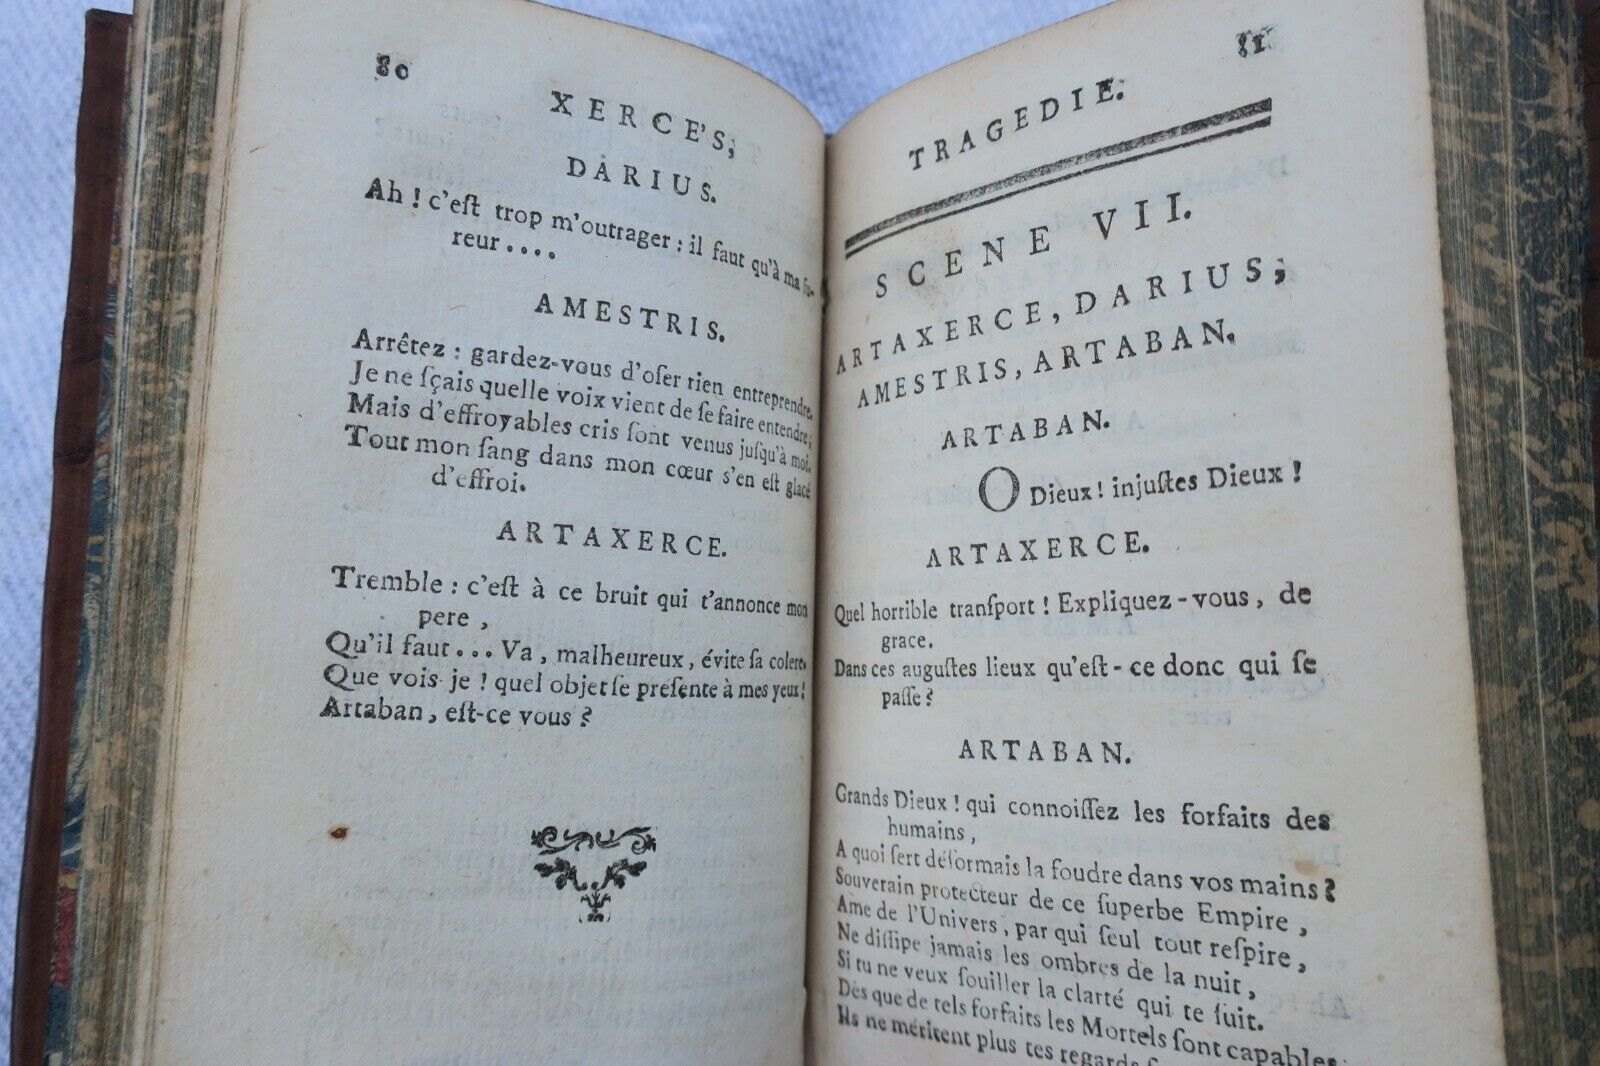 80
XERCE'S,
DARIUS.
Ah ! c'eſt trop m'outrager : il faut qu'à ma fu-
reur....
AMESTRIS.
Arrêtez : gardez-vous d'oſer rien entreprendre.
Je ne ſçais quelle voix vient de ſe faire entendre ;
Mais d'effroyables cris ſont venus juſqu'à moi.
Tout mon ſang dans mon cœur s'en eſt glacé
d'effroi.
ARTAXERCE.
Tremble : c'eſt à ce bruit qui t'annonce mon
pere ,
Qu'il faut... Va, malheureux, évite ſa colere.
Que vois-je ! quel objet ſe préſente à mes yeux !
Artaban, eſt-ce vous ?
81
TRAGEDIE.
SCENE VII.
ARTAXERCE, DARIUS,
AMESTRIS, ARTABAN.
ARTABAN.
O Dieux ! injuſtes Dieux !
ARTAXERCE.
Quel horrible tranſport ! Expliquez-vous, de
grace.
Dans ces auguſtes lieux qu'eſt-ce donc qui ſe
paſſe ?
ARTABAN.
Grands Dieux ! qui connoiſſez les forfaits des
humains,
A quoi ſert déſormais la foudre dans vos mains ?
Souverain protecteur de ce ſuperbe Empire ,
Ame de l'Univers, par qui ſeul tout reſpire ,
Ne diſſipe jamais les ombres de la nuit ,
Si tu ne veux ſouiller la clarté qui te ſuit.
Dès que de tels forfaits les Mortels ſont capables
Ils ne méritent plus tes regards